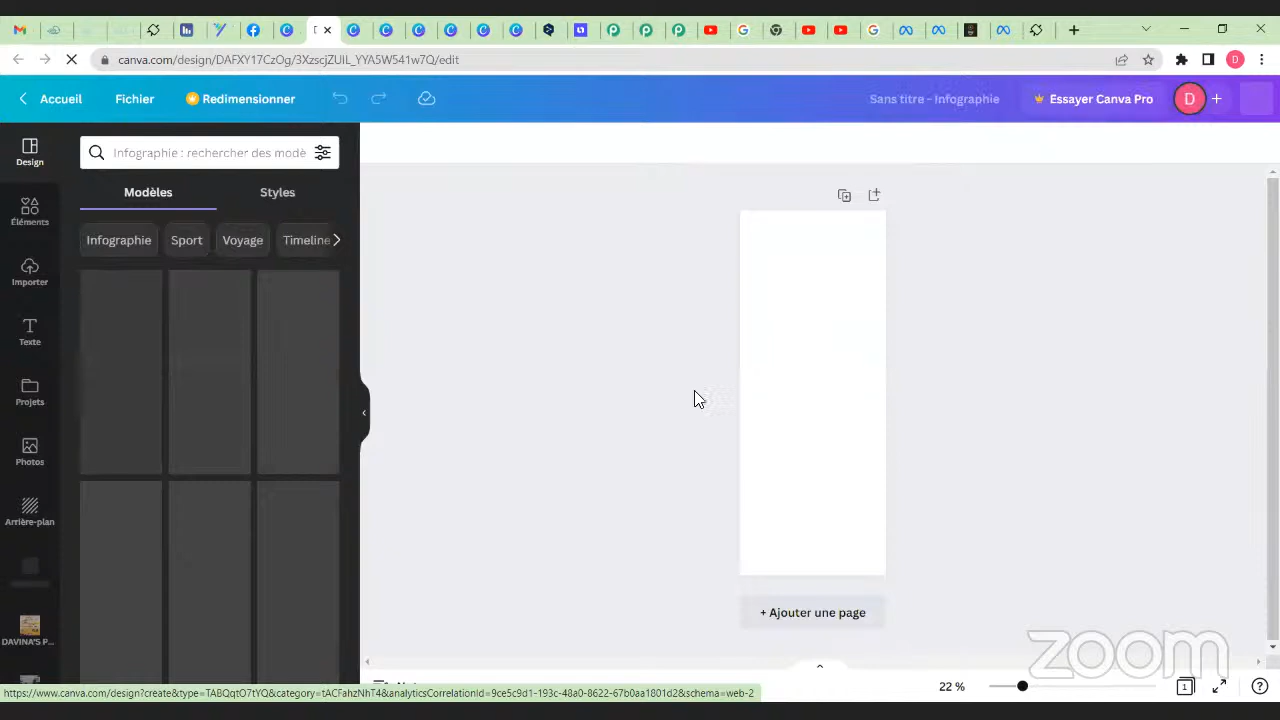 canva.com/design/DAFXY17CzOg/3XzscjZUIL_YYA5W541w7Q/edit
D
Accueil
Fichier
Redimensionner
Sans titre - Infographie
Essayer Canva Pro
D
Design
Éléments
Importer
Texte
Projets
Photos
Arrière-plan
DAVINA'S P...
Infographie : rechercher des modè
Modèles
Styles
Infographie
Sport
Voyage
Timeline
+ Ajouter une page
zoom
https://www.canva.com/design?create&type=TABQqtO7tYQ&category=tACFahzNhT4&analyticsCorrelationId=9ce5c9d1-193c-48a0-8622-67b0aa1801d2&schema=web-2
22 %
1